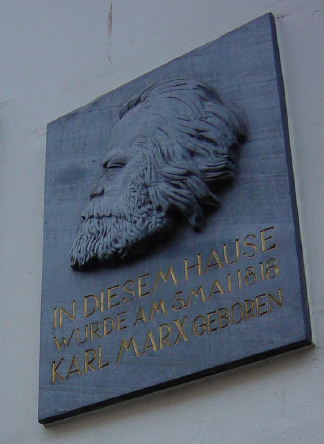 IN DIESEM HAUSE
WURDE AM 5.MAI 1818
KARL MARX GEBOREN